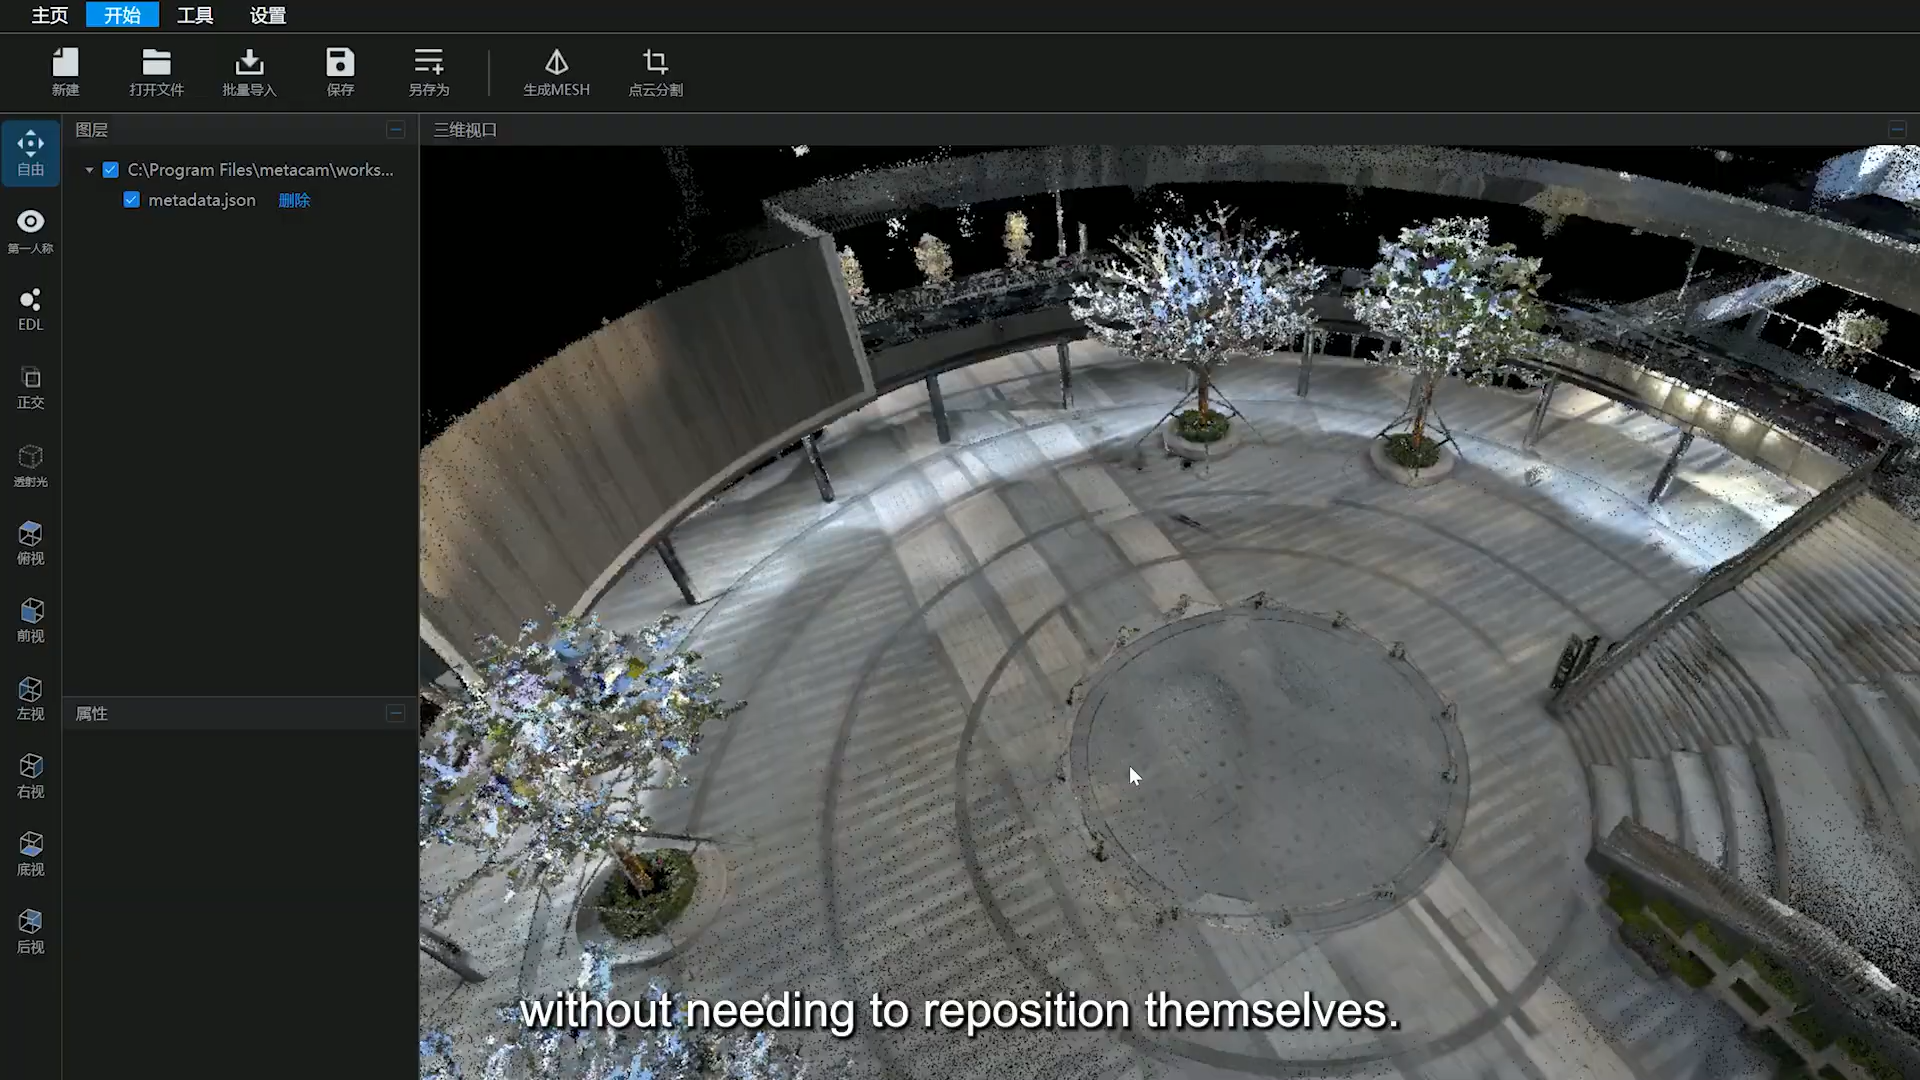 主页 开始 工具 设置
新建 打开文件 批量导入 保存 另存为 生成MESH 点云分割
图层
C:\Program Files\metacam\works...
metadata.json 删除
属性
自由
第一人称
EDL
正交
透射光
俯视
前视
左视
右视
底视
后视
三维视口
without needing to reposition themselves.